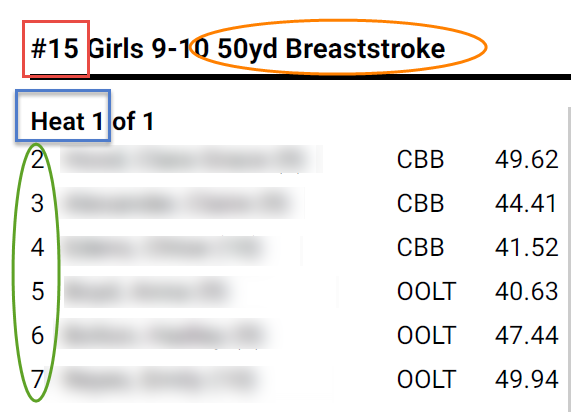 #15 Girls 9-10 50yd Breaststroke
Heat 1 of 1
2 CBB 49.62
3 CBB 44.41
4 CBB 41.52
5 OOLT 40.63
6 OOLT 47.44
7 OOLT 49.94